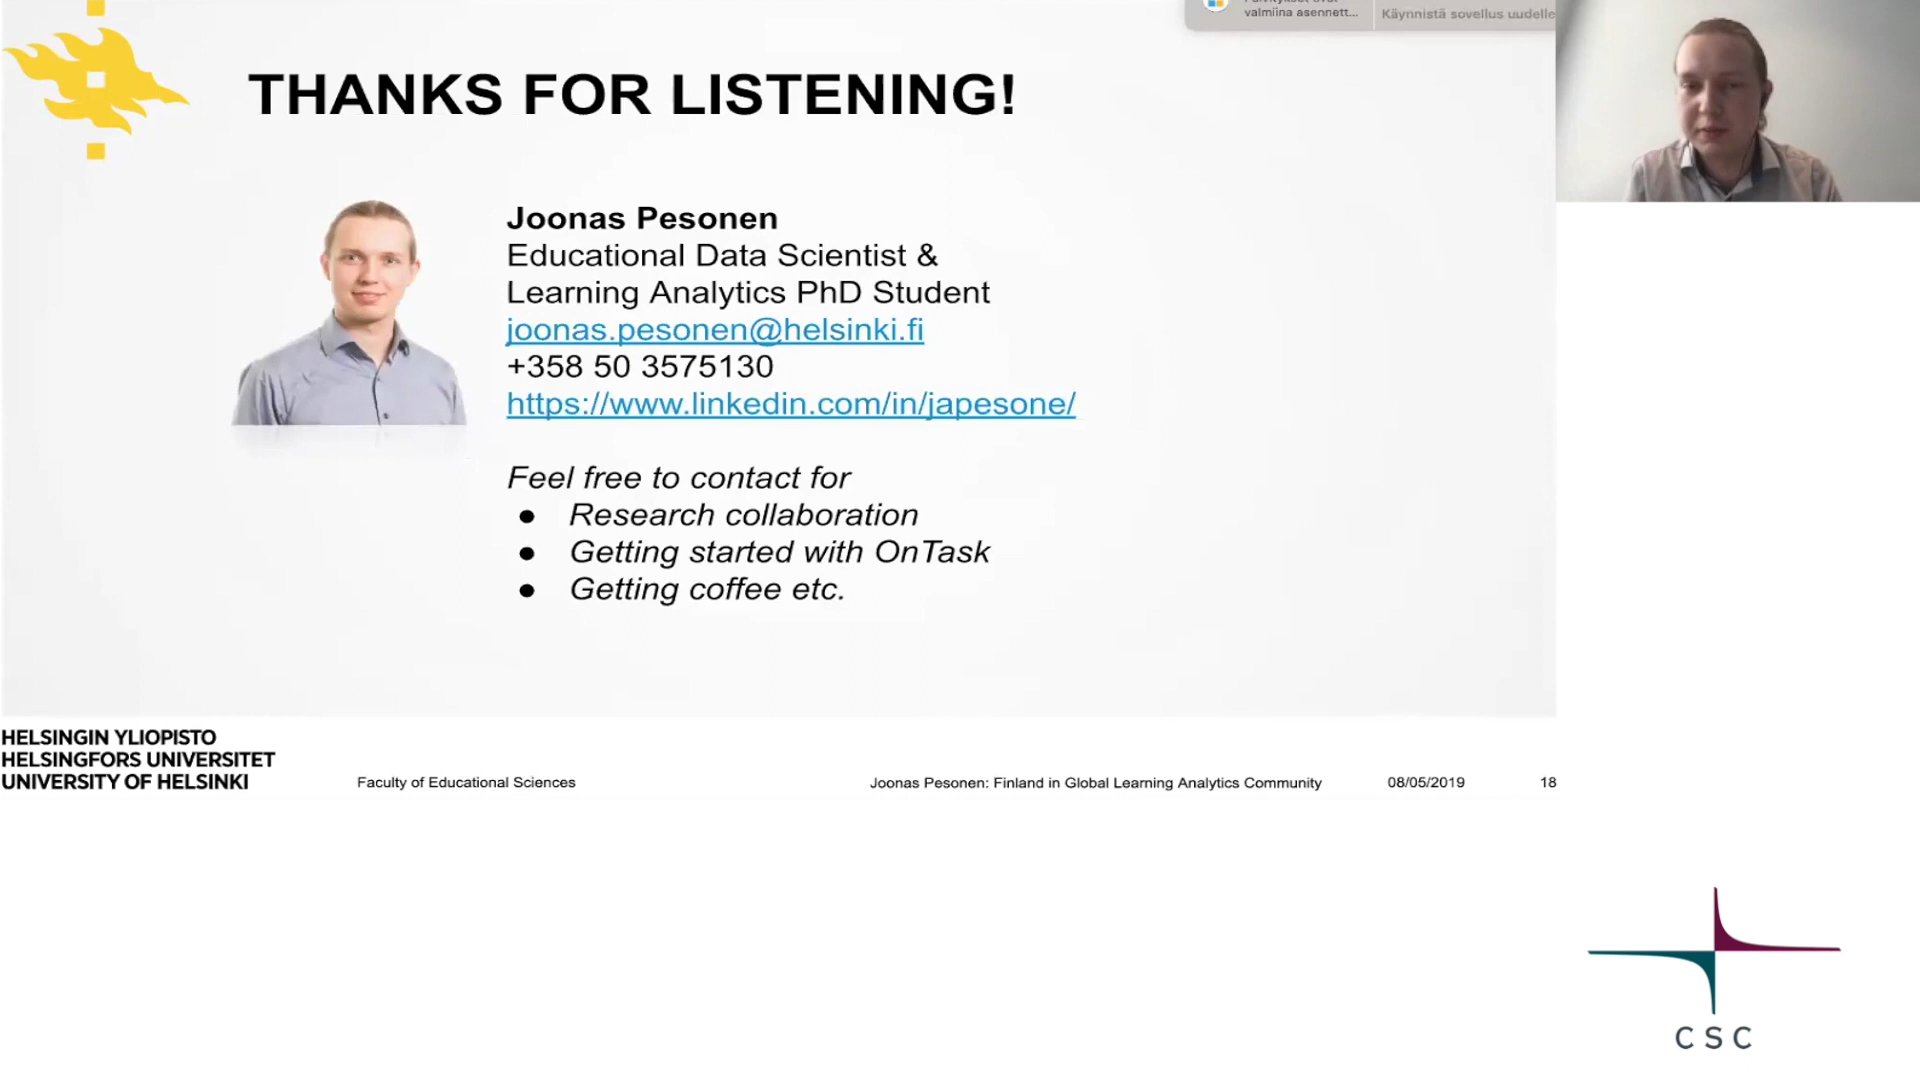 valmiina asennett...
Käynnistä sovellus uudelle
THANKS FOR LISTENING!
Joonas Pesonen
Educational Data Scientist &
Learning Analytics PhD Student
joonas.pesonen@helsinki.fi
+358 50 3575130
https://www.linkedin.com/in/japesone/
Feel free to contact for
● Research collaboration
● Getting started with OnTask
● Getting coffee etc.
HELSINGIN YLIOPISTO
HELSINGFORS UNIVERSITET
UNIVERSITY OF HELSINKI
Faculty of Educational Sciences
Joonas Pesonen: Finland in Global Learning Analytics Community
08/05/2019
18
CSC